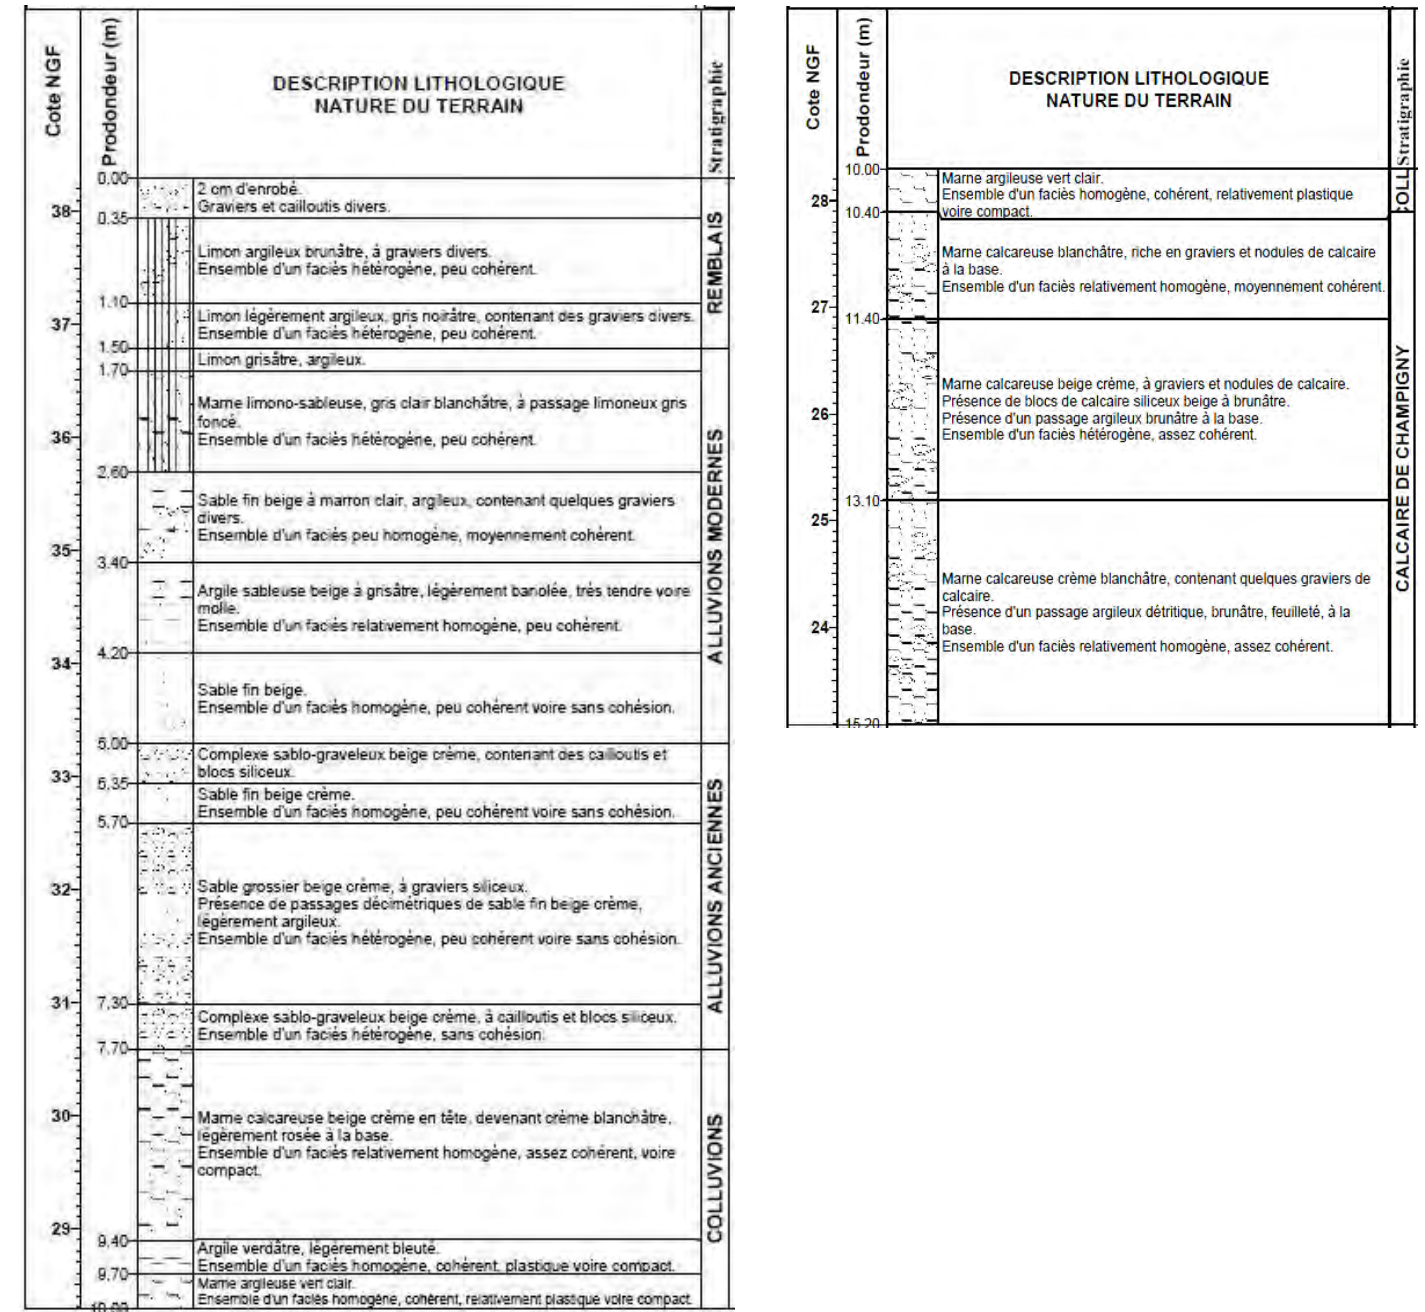 Cote NGF
Prodondeur (m)
DESCRIPTION LITHOLOGIQUE
NATURE DU TERRAIN
Stratigraphie
0.00
2 cm d'enrobé.
Graviers et cailloutis divers.
38
0.35
Limon argileux brunâtre, à graviers divers.
Ensemble d'un faciès hétérogène, peu cohérent.
REMBLAIS
1.10
Limon légèrement argileux, gris noirâtre, contenant des graviers divers.
Ensemble d'un faciès hétérogène, peu cohérent.
37
1.50
Limon grisâtre, argileux.
1.70
Marne limono-sableuse, gris clair blanchâtre, à passage limoneux gris
foncé.
Ensemble d'un faciès hétérogène, peu cohérent.
36
2.60
Sable fin beige à marron clair, argileux, contenant quelques graviers
divers.
Ensemble d'un faciès peu homogène, moyennement cohérent.
ALLUVIONS MODERNES
35
3.40
Argile sableuse beige à grisâtre, légèrement bariolée, très tendre voire
molle.
Ensemble d'un faciès relativement homogène, peu cohérent.
34
4.20
Sable fin beige.
Ensemble d'un faciès homogène, peu cohérent voire sans cohésion.
5.00
Complexe sablo-graveleux beige crème, contenant des cailloutis et
blocs siliceux.
33
5.35
Sable fin beige crème.
Ensemble d'un faciès homogène, peu cohérent voire sans cohésion.
5.70
32
Sable grossier beige crème, à graviers siliceux.
Présence de passages décimétriques de sable fin beige crème,
légèrement argileux.
Ensemble d'un faciès hétérogène, peu cohérent voire sans cohésion.
ALLUVIONS ANCIENNES
31
7.30
Complexe sablo-graveleux beige crème, à cailloutis et blocs siliceux.
Ensemble d'un faciès hétérogène, sans cohésion.
7.70
30
Marne calcareuse beige crème en tête, devenant crème blanchâtre,
légèrement rosée à la base.
Ensemble d'un faciès relativement homogène, assez cohérent, voire
compact.
COLLUVIONS
29
9.40
Argile verdâtre, légèrement bleuté.
Ensemble d'un faciès homogène, cohérent, plastique voire compact.
9.70
Marne argileuse vert clair.
Ensemble d'un faciès homogène, cohérent, relativement plastique voire compact
10.00
Cote NGF
Prodondeur (m)
DESCRIPTION LITHOLOGIQUE
NATURE DU TERRAIN
Stratigraphie
10.00
Marne argileuse vert clair.
Ensemble d'un faciès homogène, cohérent, relativement plastique
voire compact.
COLL
28
10.40
Marne calcareuse blanchâtre, riche en graviers et nodules de calcaire
à la base.
Ensemble d'un faciès relativement homogène, moyennement cohérent.
27
11.40
Marne calcareuse beige crème, à graviers et nodules de calcaire.
Présence de blocs de calcaire siliceux beige à brunâtre.
Présence d'un passage argileux brunâtre à la base.
Ensemble d'un faciès hétérogène, assez cohérent.
26
CALCAIRE DE CHAMPIGNY
13.10
25
Marne calcareuse crème blanchâtre, contenant quelques graviers de
calcaire.
Présence d'un passage argileux détritique, brunâtre, feuilleté, à la
base.
Ensemble d'un faciès relativement homogène, assez cohérent.
24
15.20